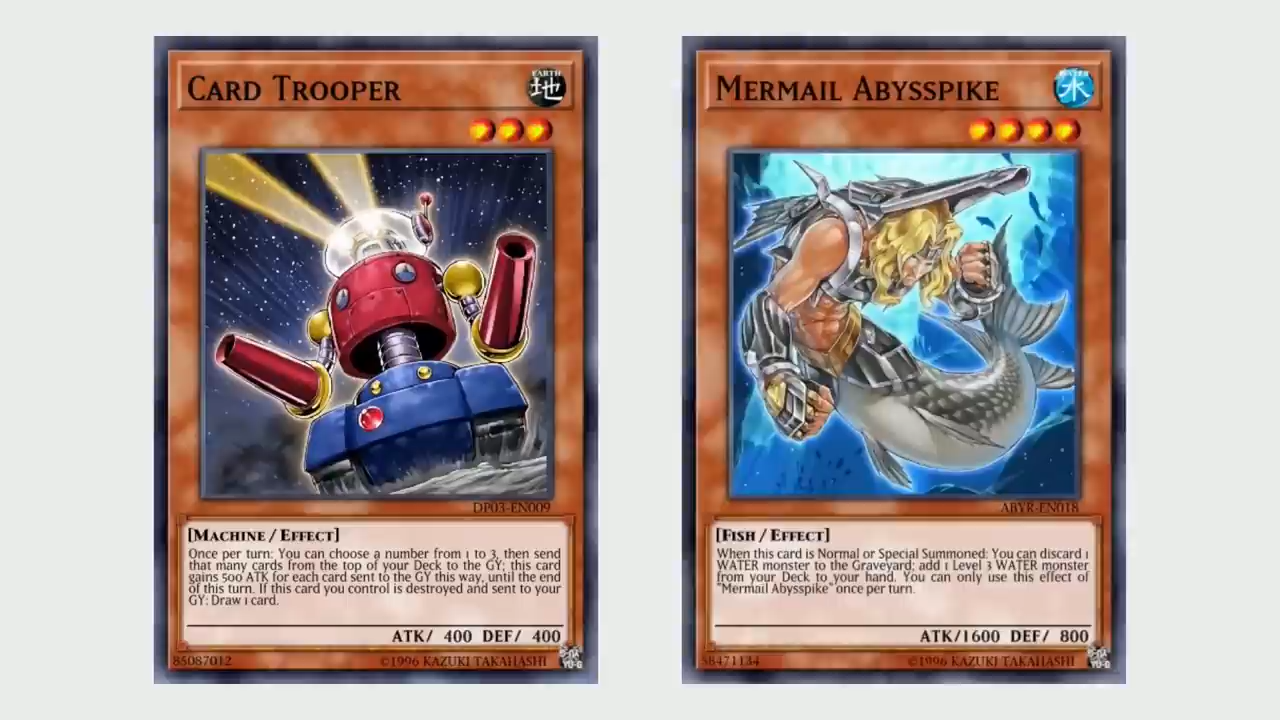 CARD TROOPER
EARTH
地
DP03-EN009
[MACHINE / EFFECT]
Once per turn: You can choose a number from 1 to 3, then send
that many cards from the top of your Deck to the GY; this card
gains 500 ATK for each card sent to the GY this way, until the end
of this turn. If this card you control is destroyed and sent to your
GY: Draw 1 card.
ATK/ 400 DEF/ 400
85087012
©1996 KAZUKI TAKAHASHI
MERMAIL ABYSSPIKE
WATER
水
ABYR-EN018
[FISH / EFFECT]
When this card is Normal or Special Summoned: You can discard 1
WATER monster to the Graveyard; add 1 Level 3 WATER monster
from your Deck to your hand. You can only use this effect of
"Mermail Abysspike" once per turn.
ATK/1600 DEF/ 800
58471134
©1996 KAZUKI TAKAHASHI